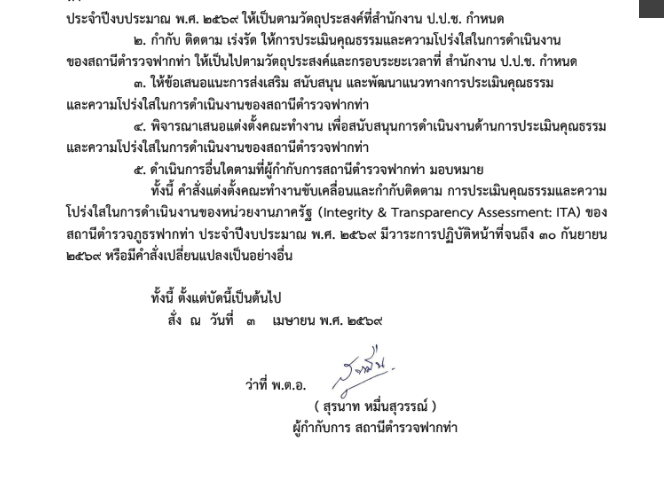 ประจำปีงบประมาณ พ.ศ. ๒๕๖๙ ให้เป็นตามวัตถุประสงค์ที่สำนักงาน ป.ป.ช. กำหนด
๒. กำกับ ติดตาม เร่งรัด ให้การประเมินคุณธรรมและความโปร่งใสในการดำเนินงาน
ของสถานีตำรวจฟากท่า ให้เป็นไปตามวัตถุประสงค์และกรอบระยะเวลาที่ สำนักงาน ป.ป.ช. กำหนด
๓. ให้ข้อเสนอแนะการส่งเสริม สนับสนุน และพัฒนาแนวทางการประเมินคุณธรรม
และความโปร่งใสในการดำเนินงานของสถานีตำรวจฟากท่า
๔. พิจารณาเสนอแต่งตั้งคณะทำงาน เพื่อสนับสนุนการดำเนินงานด้านการประเมินคุณธรรม
และความโปร่งใสในการดำเนินงานของสถานีตำรวจฟากท่า
๕. ดำเนินการอื่นใดตามที่ผู้กำกับการสถานีตำรวจฟากท่า มอบหมาย
ทั้งนี้ คำสั่งแต่งตั้งคณะทำงานขับเคลื่อนและกำกับติดตาม การประเมินคุณธรรมและความ
โปร่งใสในการดำเนินงานของหน่วยงานภาครัฐ (Integrity & Transparency Assessment: ITA) ของ
สถานีตำรวจภูธรฟากท่า ประจำปีงบประมาณ พ.ศ. ๒๕๖๙ มีวาระการปฏิบัติหน้าที่จนถึง ๓๐ กันยายน
๒๕๖๙ หรือมีคำสั่งเปลี่ยนแปลงเป็นอย่างอื่น
ทั้งนี้ ตั้งแต่บัดนี้เป็นต้นไป
สั่ง ณ วันที่ ๓ เมษายน พ.ศ. ๒๕๖๙
ว่าที่ พ.ต.อ.
( สุรนาท หมื่นสุวรรณ์ )
ผู้กำกับการ สถานีตำรวจฟากท่า